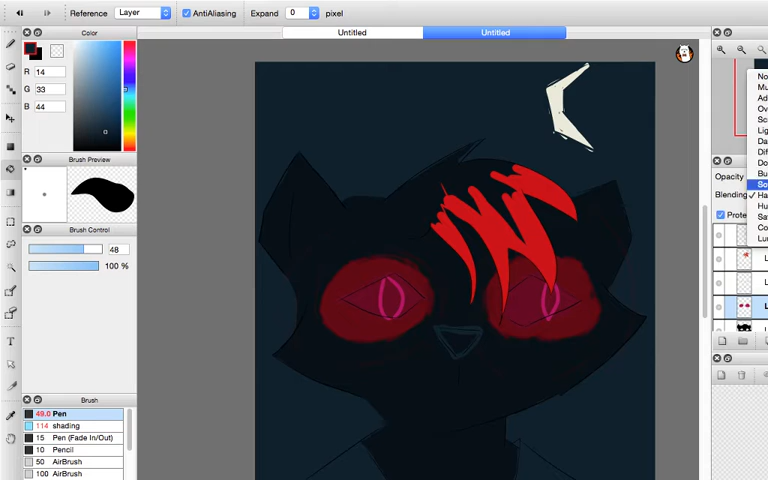 Reference Layer AntiAliasing Expand 0 pixel
Color
Untitled Untitled
R 14
G 33
B 44
Brush Preview
Brush Control
48
100 %
Opacity
Blending
Brush
49.0 Pen
114 shading
15 Pen (Fade In/Out)
10 Pencil
50 AirBrush
100 AirBrush